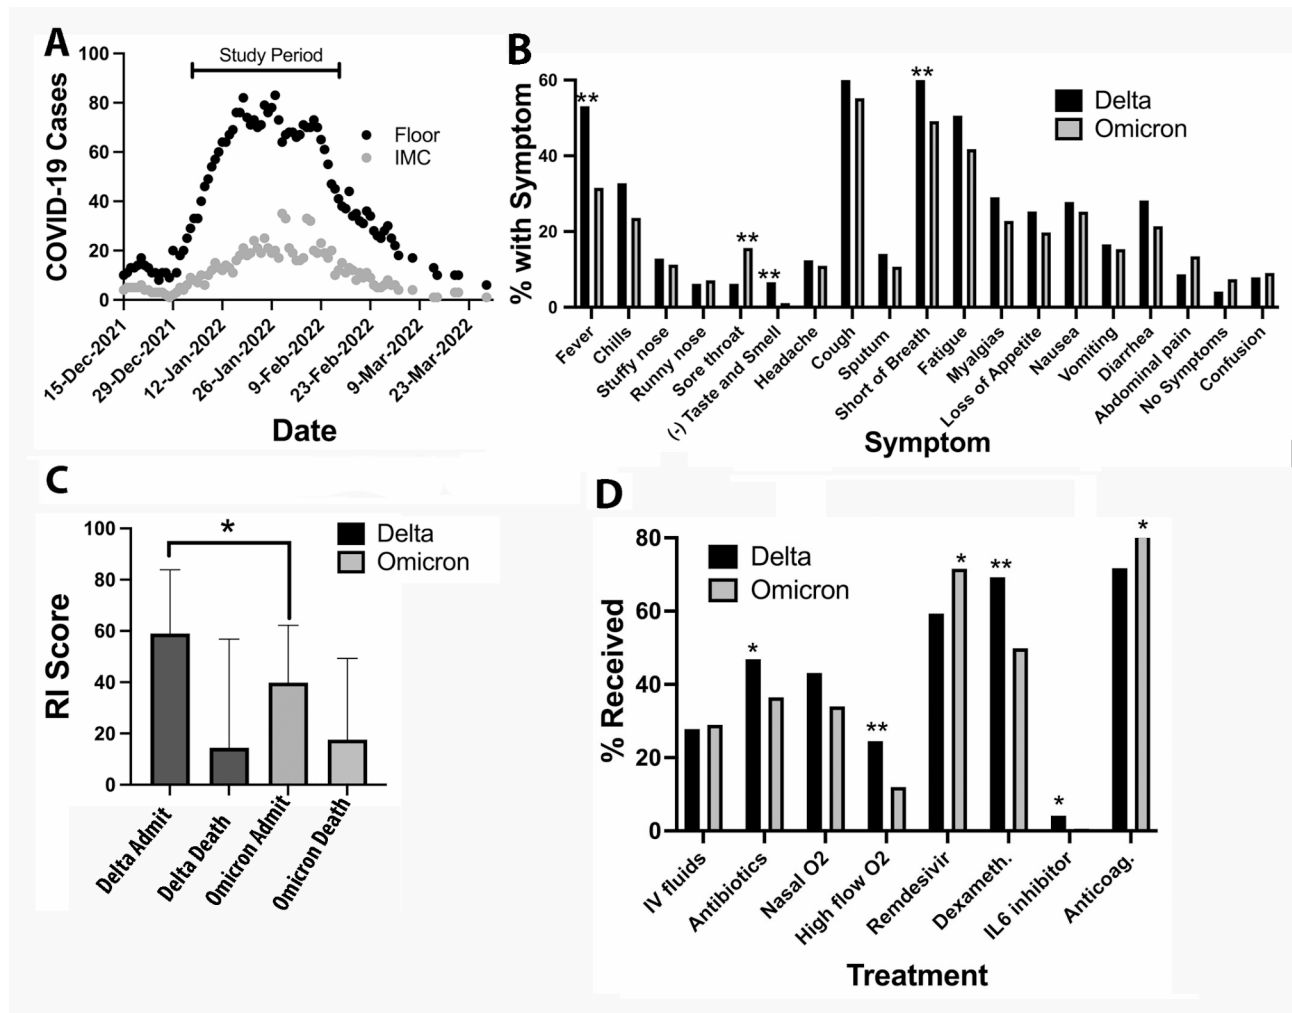 A
COVID-19 Cases
100
80
60
40
20
0
Study Period
Floor
IMC
15-Dec-2021
29-Dec-2021
12-Jan-2022
26-Jan-2022
9-Feb-2022
23-Feb-2022
9-Mar-2022
23-Mar-2022
Date
B
% with Symptom
60
40
20
0
**
**
**
**
Delta
Omicron
Fever
Chills
Stuffy nose
Runny nose
Sore throat
(-) Taste and Smell
Headache
Cough
Sputum
Short of Breath
Fatigue
Myalgias
Loss of Appetite
Nausea
Vomiting
Diarrhea
Abdominal pain
No Symptoms
Confusion
Symptom
C
RI Score
100
80
60
40
20
0
*
Delta
Omicron
Delta Admit
Delta Death
Omicron Admit
Omicron Death
D
% Received
80
60
40
20
0
Delta
Omicron
*
**
*
**
*
*
IV fluids
Antibiotics
Nasal O2
High flow O2
Remdesivir
Dexameth.
IL6 inhibitor
Anticoag.
Treatment